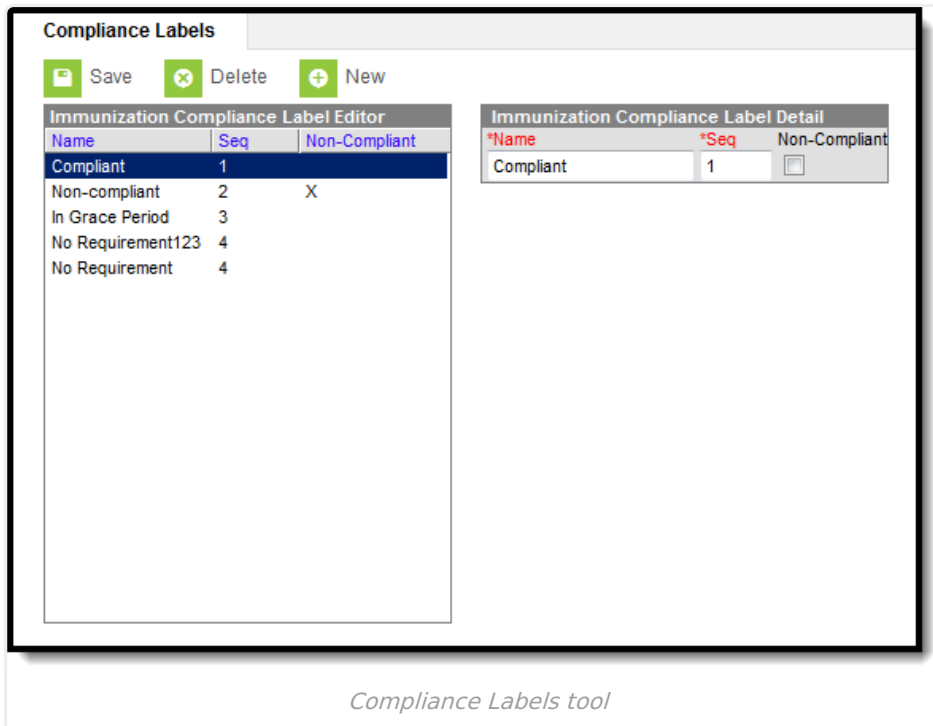 Compliance Labels
Save Delete New
Immunization Compliance Label Editor
Name Seq Non-Compliant
Compliant 1
Non-compliant 2 X
In Grace Period 3
No Requirement123 4
No Requirement 4
Immunization Compliance Label Detail
*Name *Seq Non-Compliant
Compliant 1
Compliance Labels tool